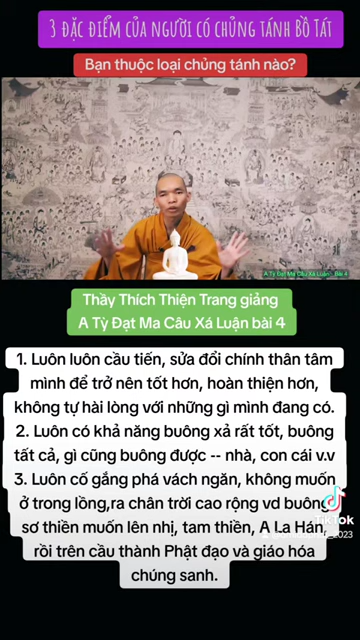 3 ĐẶC ĐIỂM CỦA NGƯỜI CÓ CHỦNG TÁNH BỒ TÁT
Bạn thuộc loại chủng tánh nào?
A Tỳ Đạt Ma Câu Xá Luận - Bài 4
Thầy Thích Thiện Trang giảng
A Tỳ Đạt Ma Câu Xá Luận bài 4
1. Luôn luôn cầu tiến, sửa đổi chính thân tâm
mình để trở nên tốt hơn, hoàn thiện hơn,
không tự hài lòng với những gì mình đang có.
2. Luôn có khả năng buông xả rất tốt, buông
tất cả, gì cũng buông được -- nhà, con cái v.v
3. Luôn cố gắng phá vách ngăn, không muốn
ở trong lồng,ra chân trời cao rộng vd buông
sơ thiền muốn lên nhị, tam thiền, A La Hán,
rồi trên cầu thành Phật đạo và giáo hóa
chúng sanh.
TikTok